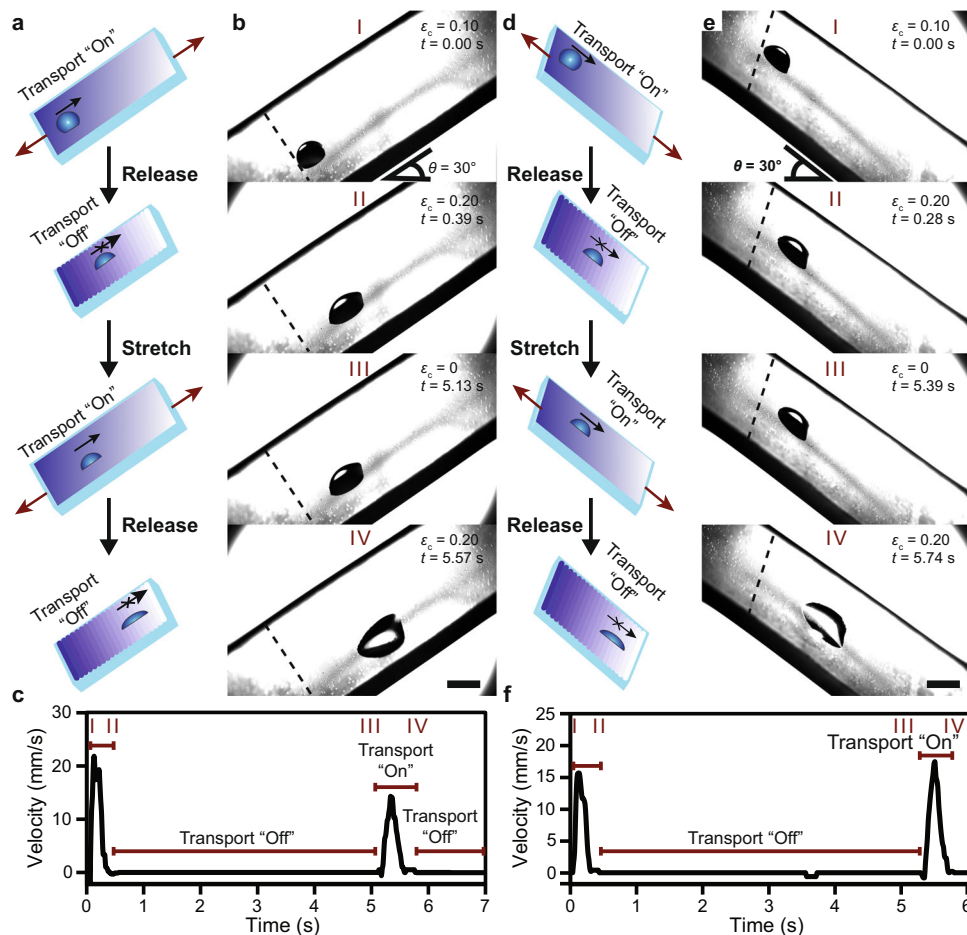 a
Transport “On”
Release
Transport
“Off”
Stretch
Transport “On”
Release
Transport
“Off”
b
I
εc = 0.10
t = 0.00 s
θ = 30°
II
εc = 0.20
t = 0.39 s
III
εc = 0
t = 5.13 s
IV
εc = 0.20
t = 5.57 s
d
Transport “On”
Release
Transport
“Off”
Stretch
Transport
“On”
Release
Transport
“Off”
e
I
εc = 0.10
t = 0.00 s
θ = 30°
II
εc = 0.20
t = 0.28 s
III
εc = 0
t = 5.39 s
IV
εc = 0.20
t = 5.74 s
c
Velocity (mm/s)
30
20
10
0
I II III IV
Transport “Off”
Transport
“On”
Transport
“Off”
0 1 2 3 4 5 6 7
Time (s)
f
Velocity (mm/s)
25
20
15
10
5
0
I II III IV
Transport “On”
Transport “Off”
0 1 2 3 4 5 6
Time (s)